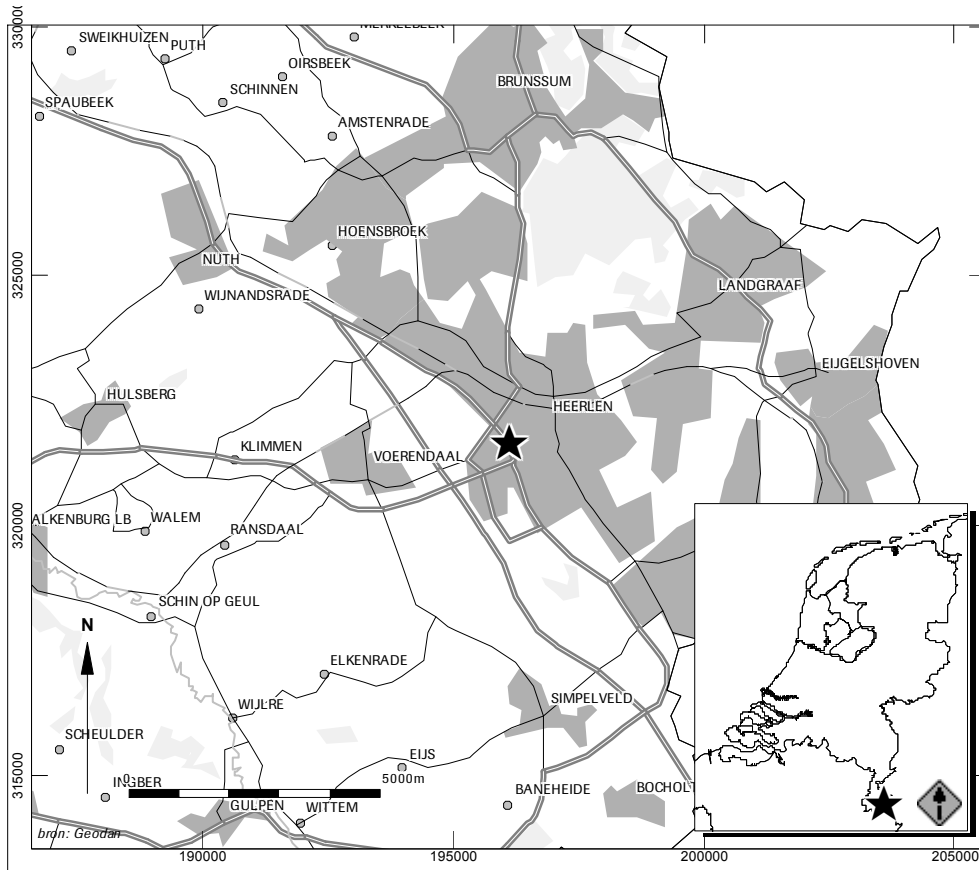 MERKELBEEK
SWEIKHUIZEN
PUTH
OIRSBEEK
SCHINNEN
BRUNSSUM
SPAUBEEK
AMSTENRADE
HOENSBROEK
NUTH
LANDGRAAF
WIJNANDSRADE
EIJGELSHOVEN
HULSBERG
HEERLEN
KLIMMEN
VOERENDAAL
ALKENBURG LB
WALEM
RANSDAAL
SCHIN OP GEUL
N
ELKENRADE
SIMPELVELD
WIJLRE
SCHEULDER
EIJS
INGBER
0
5000m
BANEHEIDE
BOCHOLT
GULPEN
WITTEM
bron: Geodan
330000
325000
320000
315000
190000
195000
200000
205000